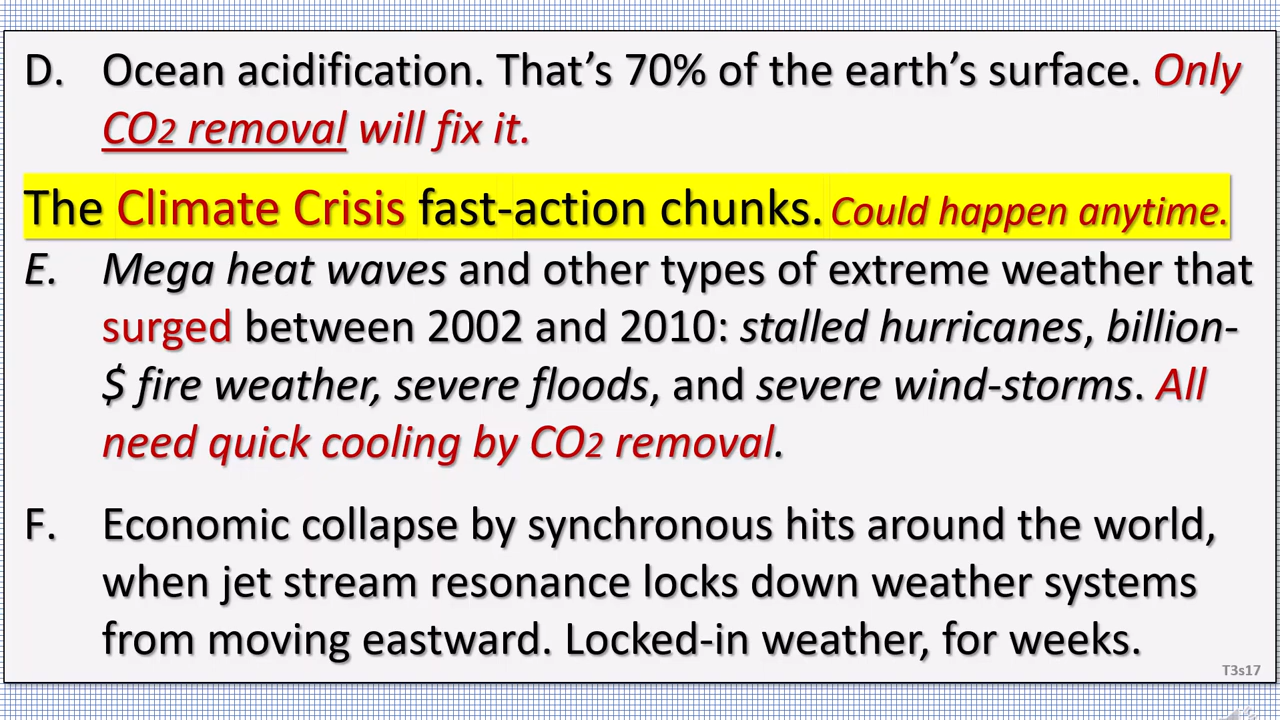 D. Ocean acidification. That’s 70% of the earth’s surface. Only
CO2 removal will fix it.
The Climate Crisis fast-action chunks. Could happen anytime.
E. Mega heat waves and other types of extreme weather that
surged between 2002 and 2010: stalled hurricanes, billion-
$ fire weather, severe floods, and severe wind-storms. All
need quick cooling by CO2 removal.
F. Economic collapse by synchronous hits around the world,
when jet stream resonance locks down weather systems
from moving eastward. Locked-in weather, for weeks.
T3s17